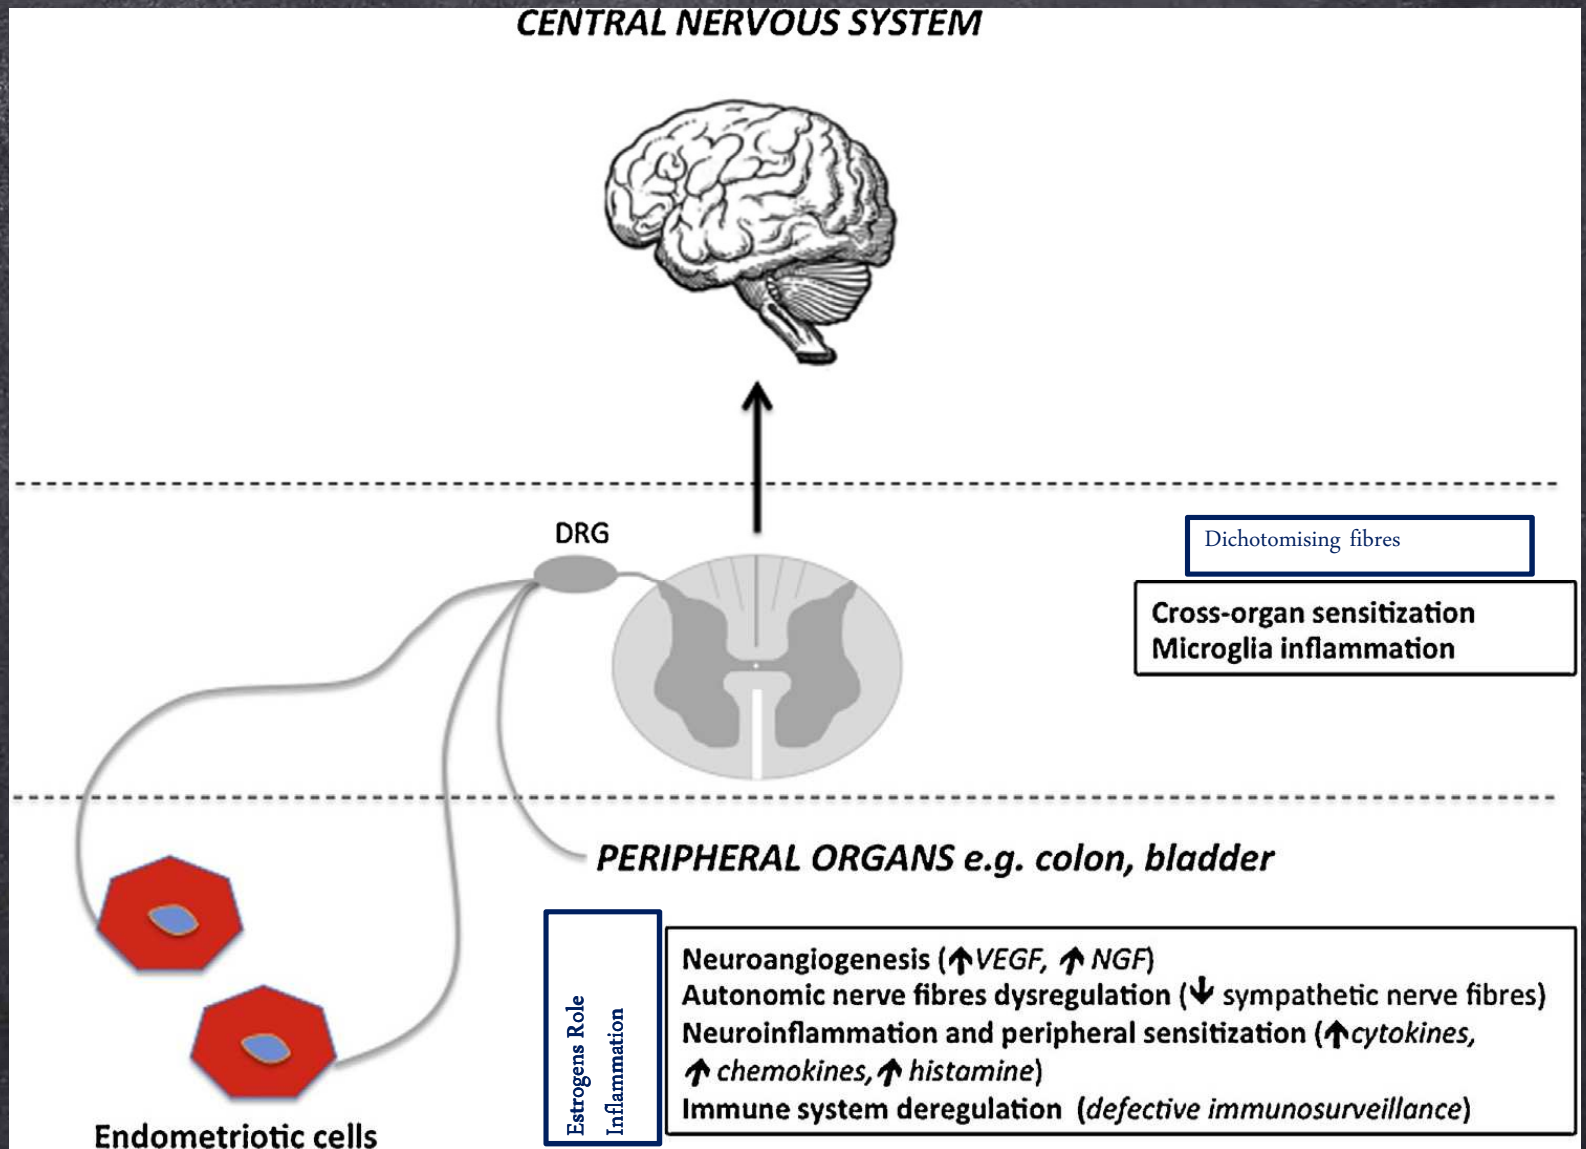 CENTRAL NERVOUS SYSTEM
DRG
Dichotomising fibres
Cross-organ sensitization
Microglia inflammation
PERIPHERAL ORGANS e.g. colon, bladder
Estrogens Role
Inflammation
Neuroangiogenesis (↑VEGF, ↑ NGF)
Autonomic nerve fibres dysregulation (↓ sympathetic nerve fibres)
Neuroinflammation and peripheral sensitization (↑cytokines,
↑ chemokines, ↑ histamine)
Immune system deregulation (defective immunosurveillance)
Endometriotic cells